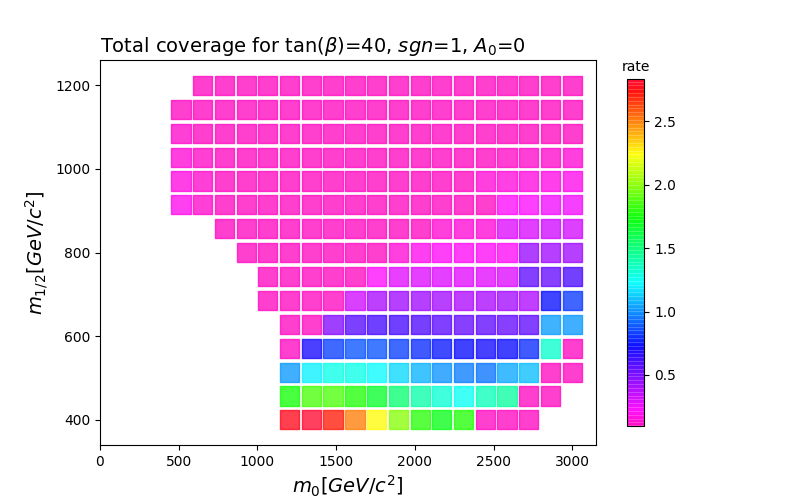 Total coverage for tan(β)=40, sgn=1, A₀=0
rate
1200
1000
800
600
400
m₁/₂[GeV/c²]
2.5
2.0
1.5
1.0
0.5
0 500 1000 1500 2000 2500 3000
m₀[GeV/c²]